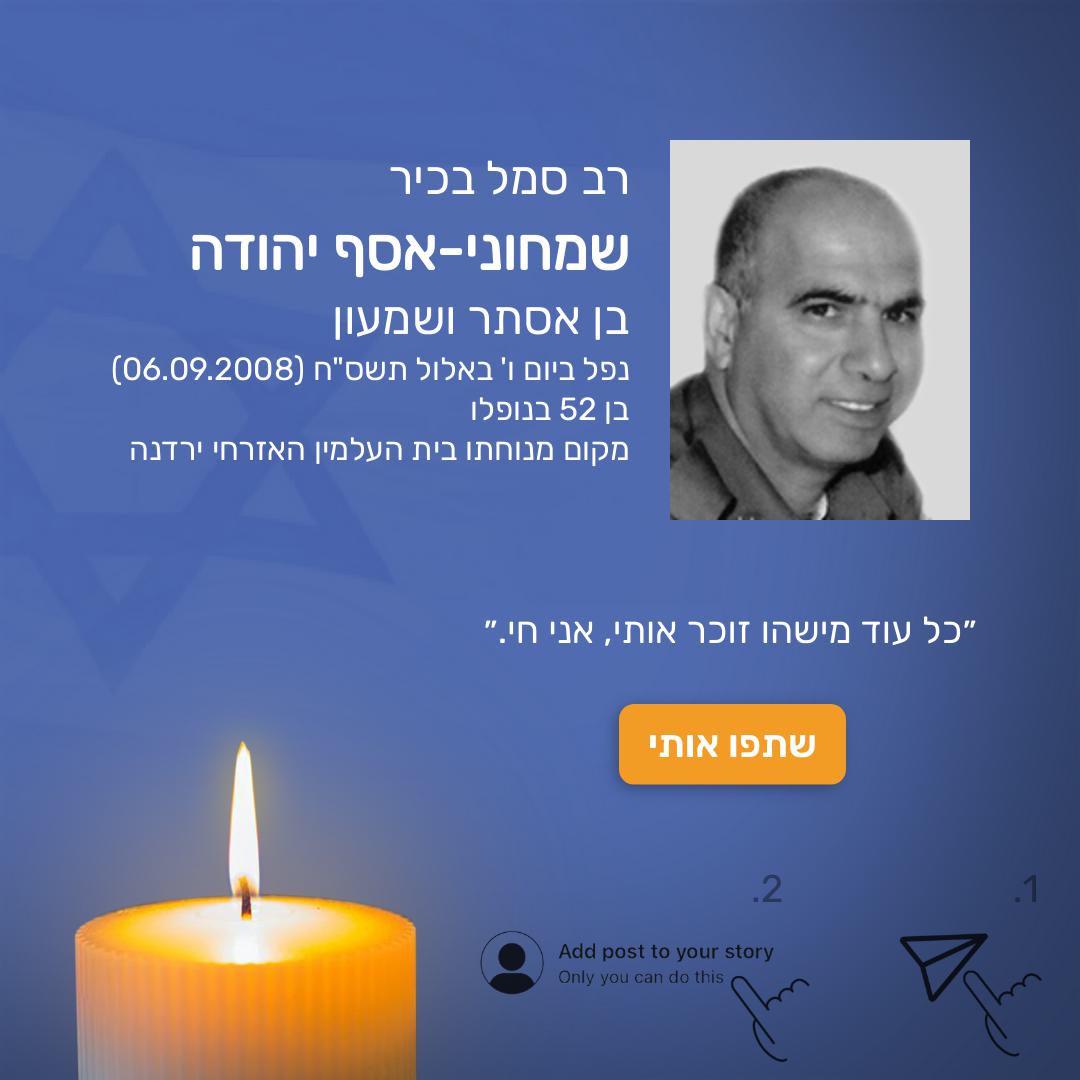 רב סמל בכיר
שמחוני-אסף יהודה
בן אסתר ושמעון
נפל ביום ו' באלול תשס"ח (06.09.2008)
בן 52 בנופלו
מקום מנוחתו בית העלמין האזרחי ירדנה
״כל עוד מישהו זוכר אותי, אני חי.״
שתפו אותי
1.
2.
Add post to your story
Only you can do this